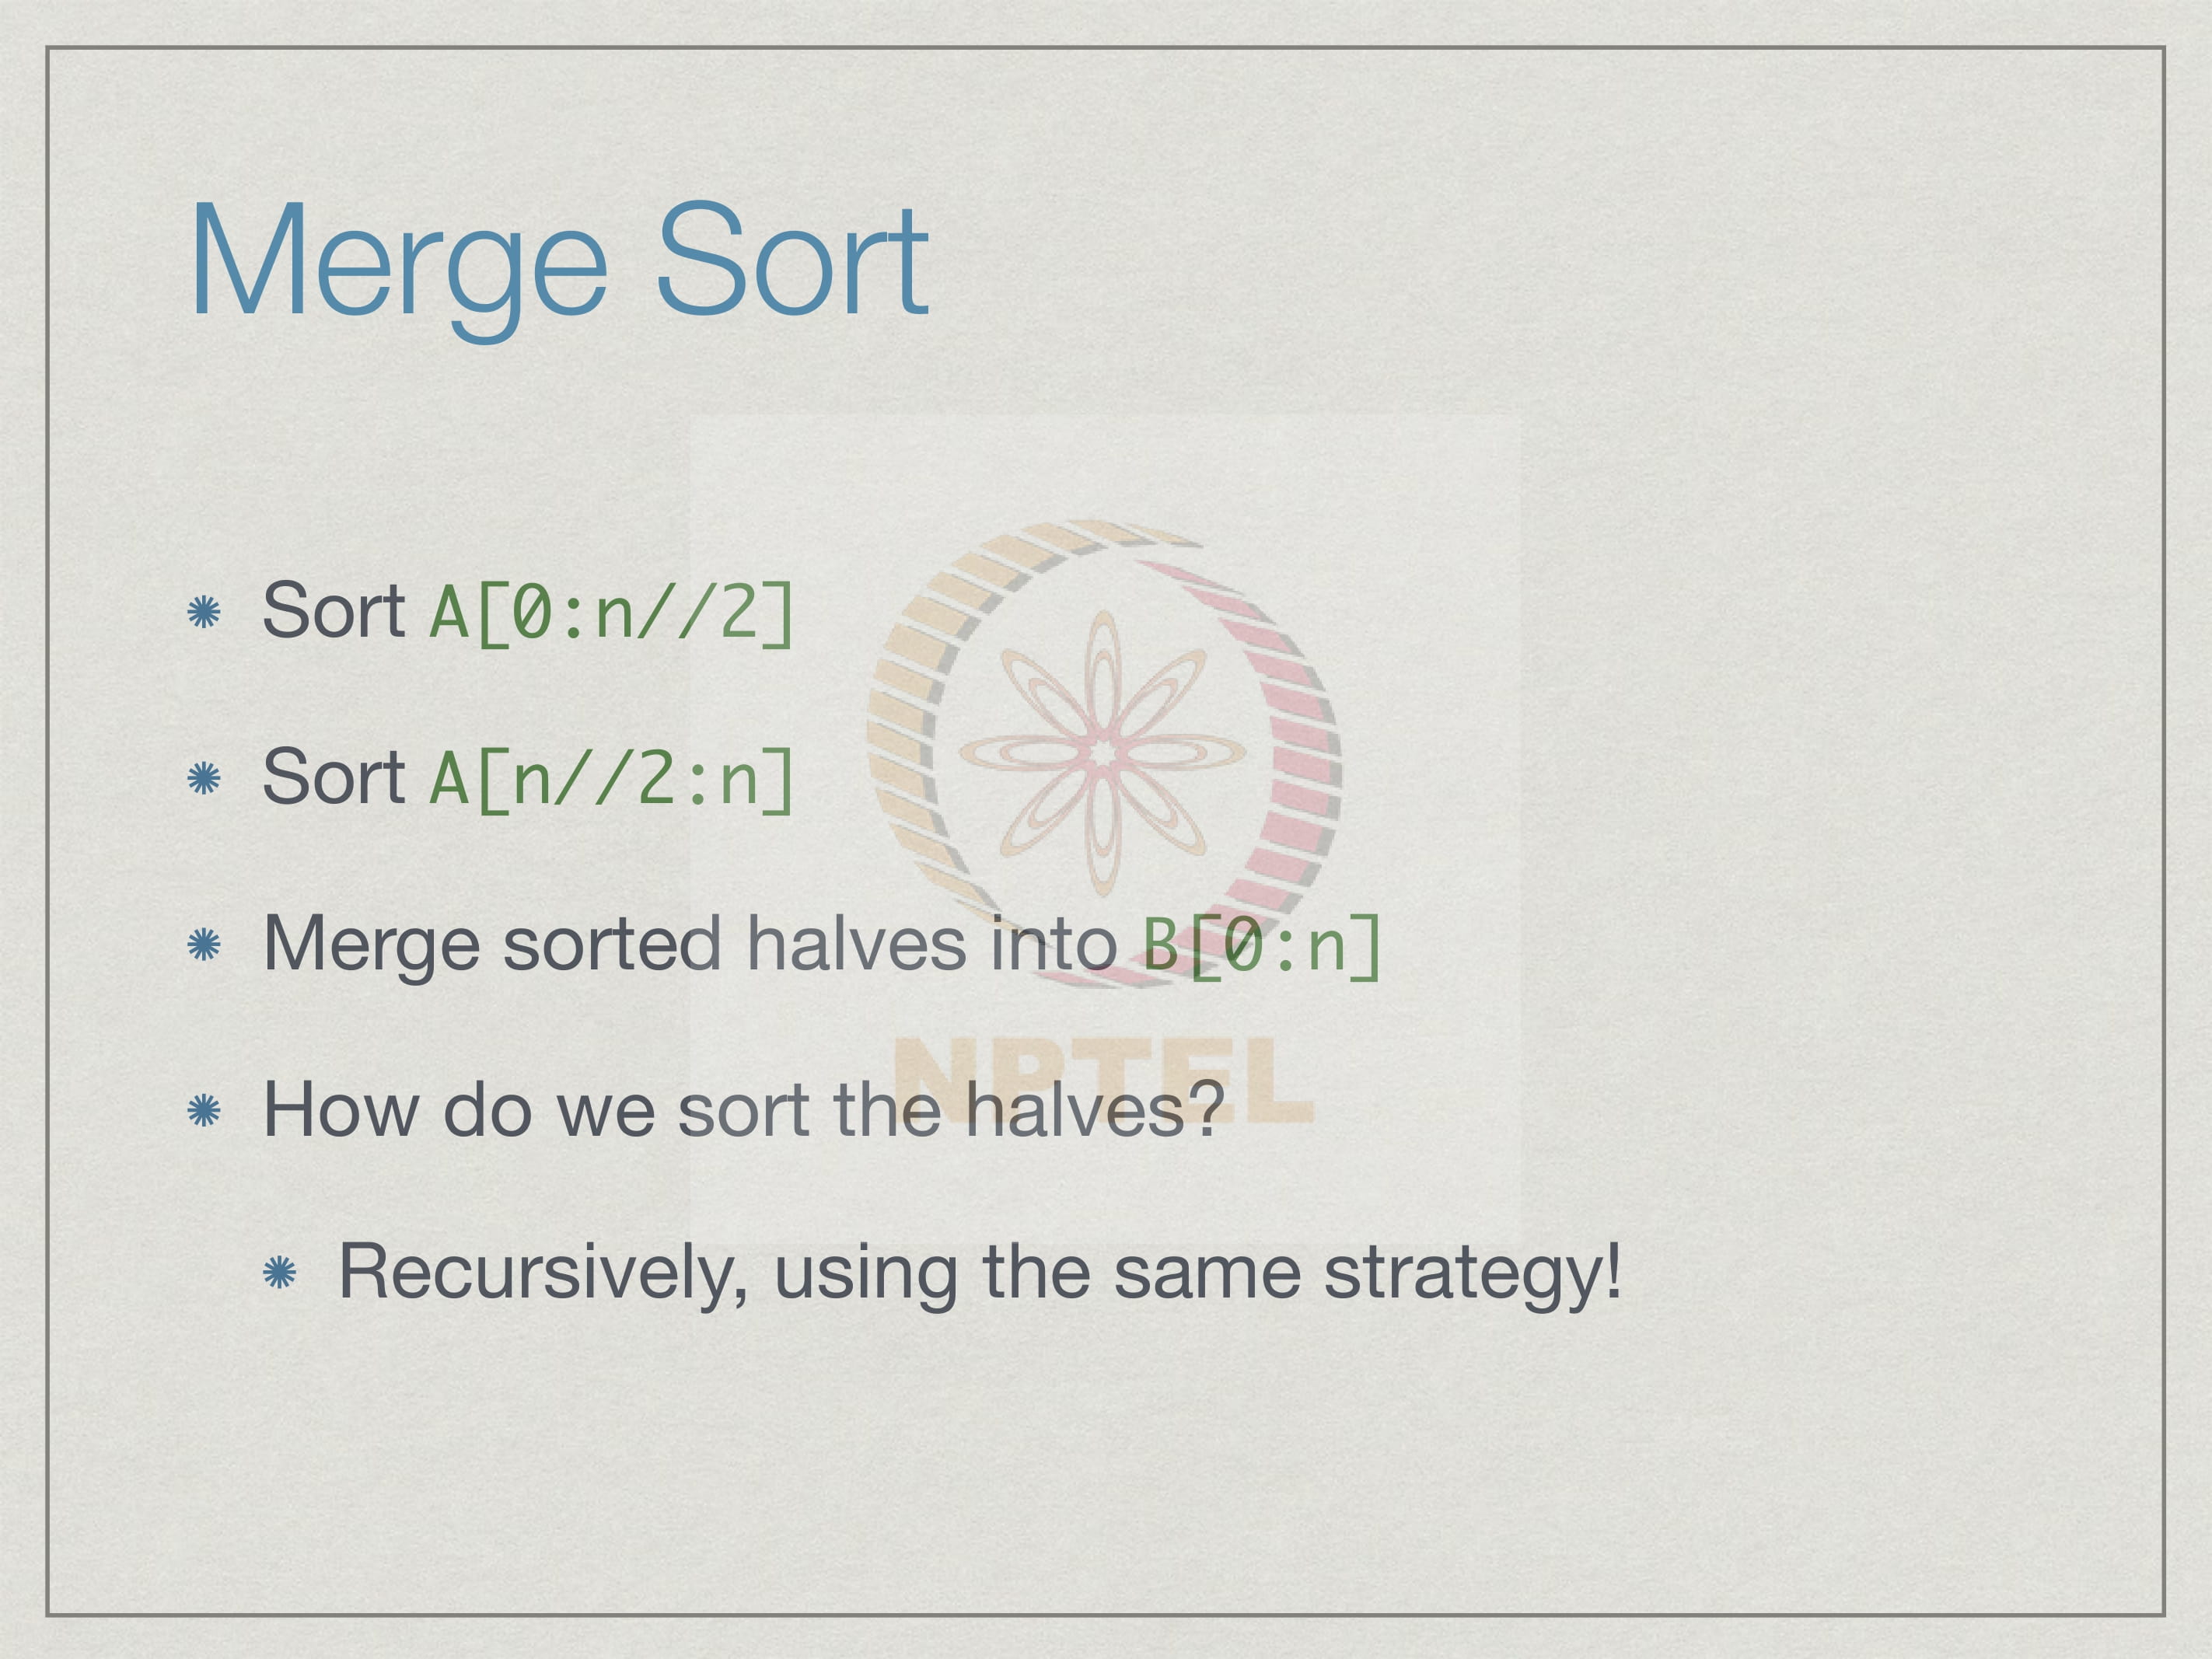 Merge Sort
Sort A[0:n//2]
Sort A[n//2:n]
Merge sorted halves into B[0:n]
How do we sort the halves?
Recursively, using the same strategy!
NPTEL